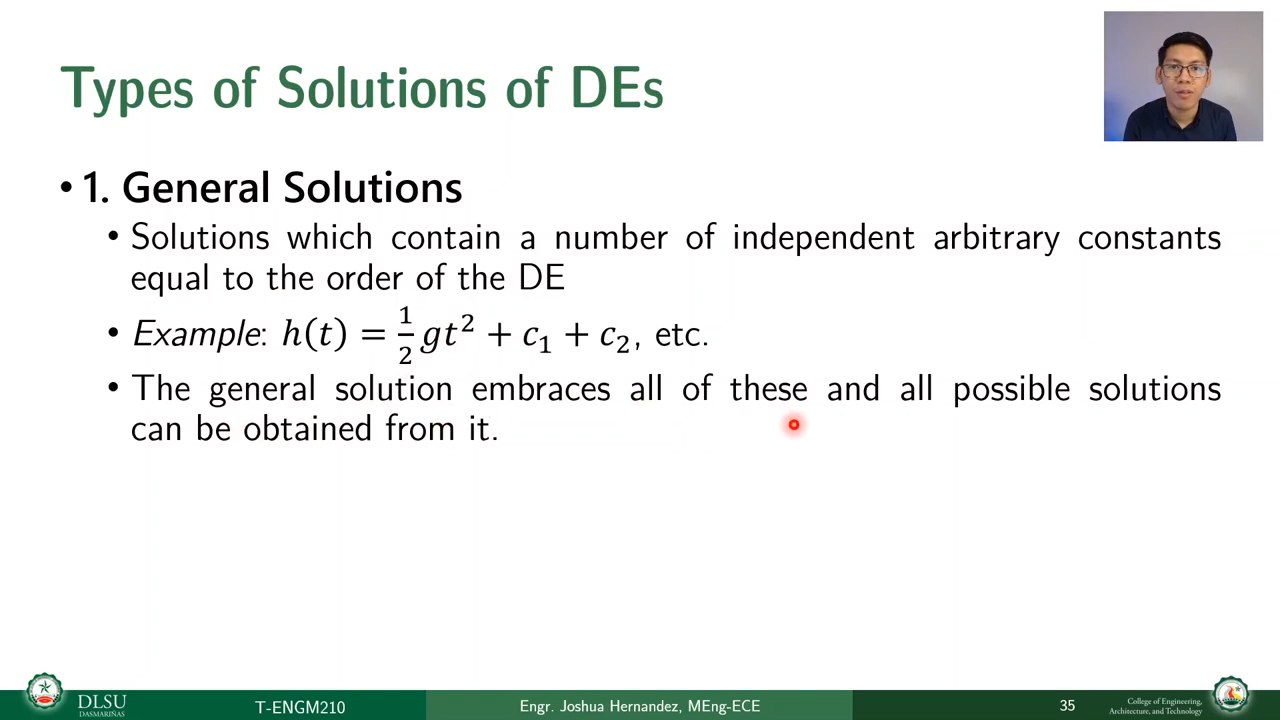 Types of Solutions of DEs
• 1. General Solutions
• Solutions which contain a number of independent arbitrary constants
equal to the order of the DE
• Example: h(t) = 1/2 gt² + c₁ + c₂, etc.
• The general solution embraces all of these and all possible solutions
can be obtained from it.
DLSU
DASMARIÑAS
T-ENGM210
Engr. Joshua Hernandez, MEng-ECE
35
College of Engineering,
Architecture, and Technology